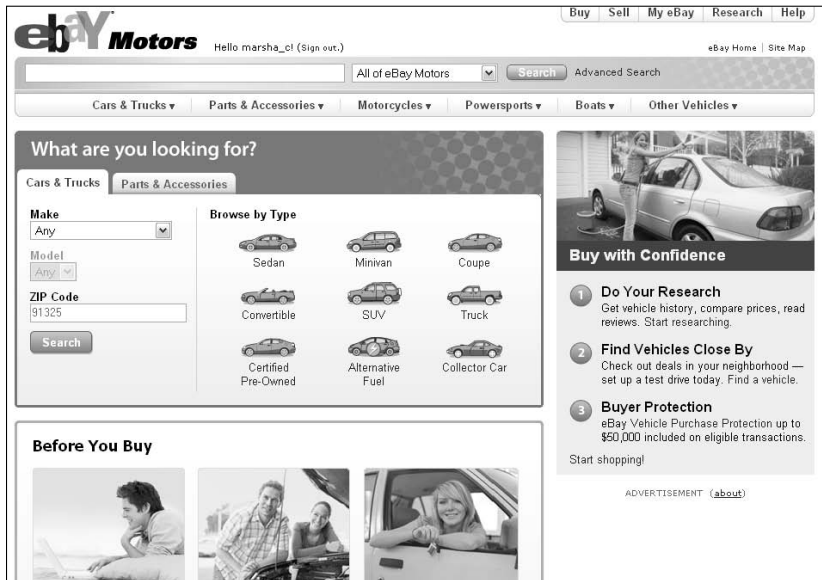 Buy Sell My eBay Research Help
ebaY Motors Hello marsha_c! (Sign out.)
eBay Home | Site Map
All of eBay Motors Search Advanced Search
Cars & Trucks Parts & Accessories Motorcycles Powersports Boats Other Vehicles
What are you looking for?
Cars & Trucks Parts & Accessories
Make
Any
Model
Any
ZIP Code
91325
Search
Browse by Type
Sedan Minivan Coupe
Convertible SUV Truck
Certified
Pre-Owned
Alternative
Fuel
Collector Car
Buy with Confidence
1 Do Your Research
Get vehicle history, compare prices, read
reviews. Start researching.
2 Find Vehicles Close By
Check out deals in your neighborhood —
set up a test drive today. Find a vehicle.
3 Buyer Protection
eBay Vehicle Purchase Protection up to
$50,000 included on eligible transactions.
Start shopping!
ADVERTISEMENT (about)
Before You Buy